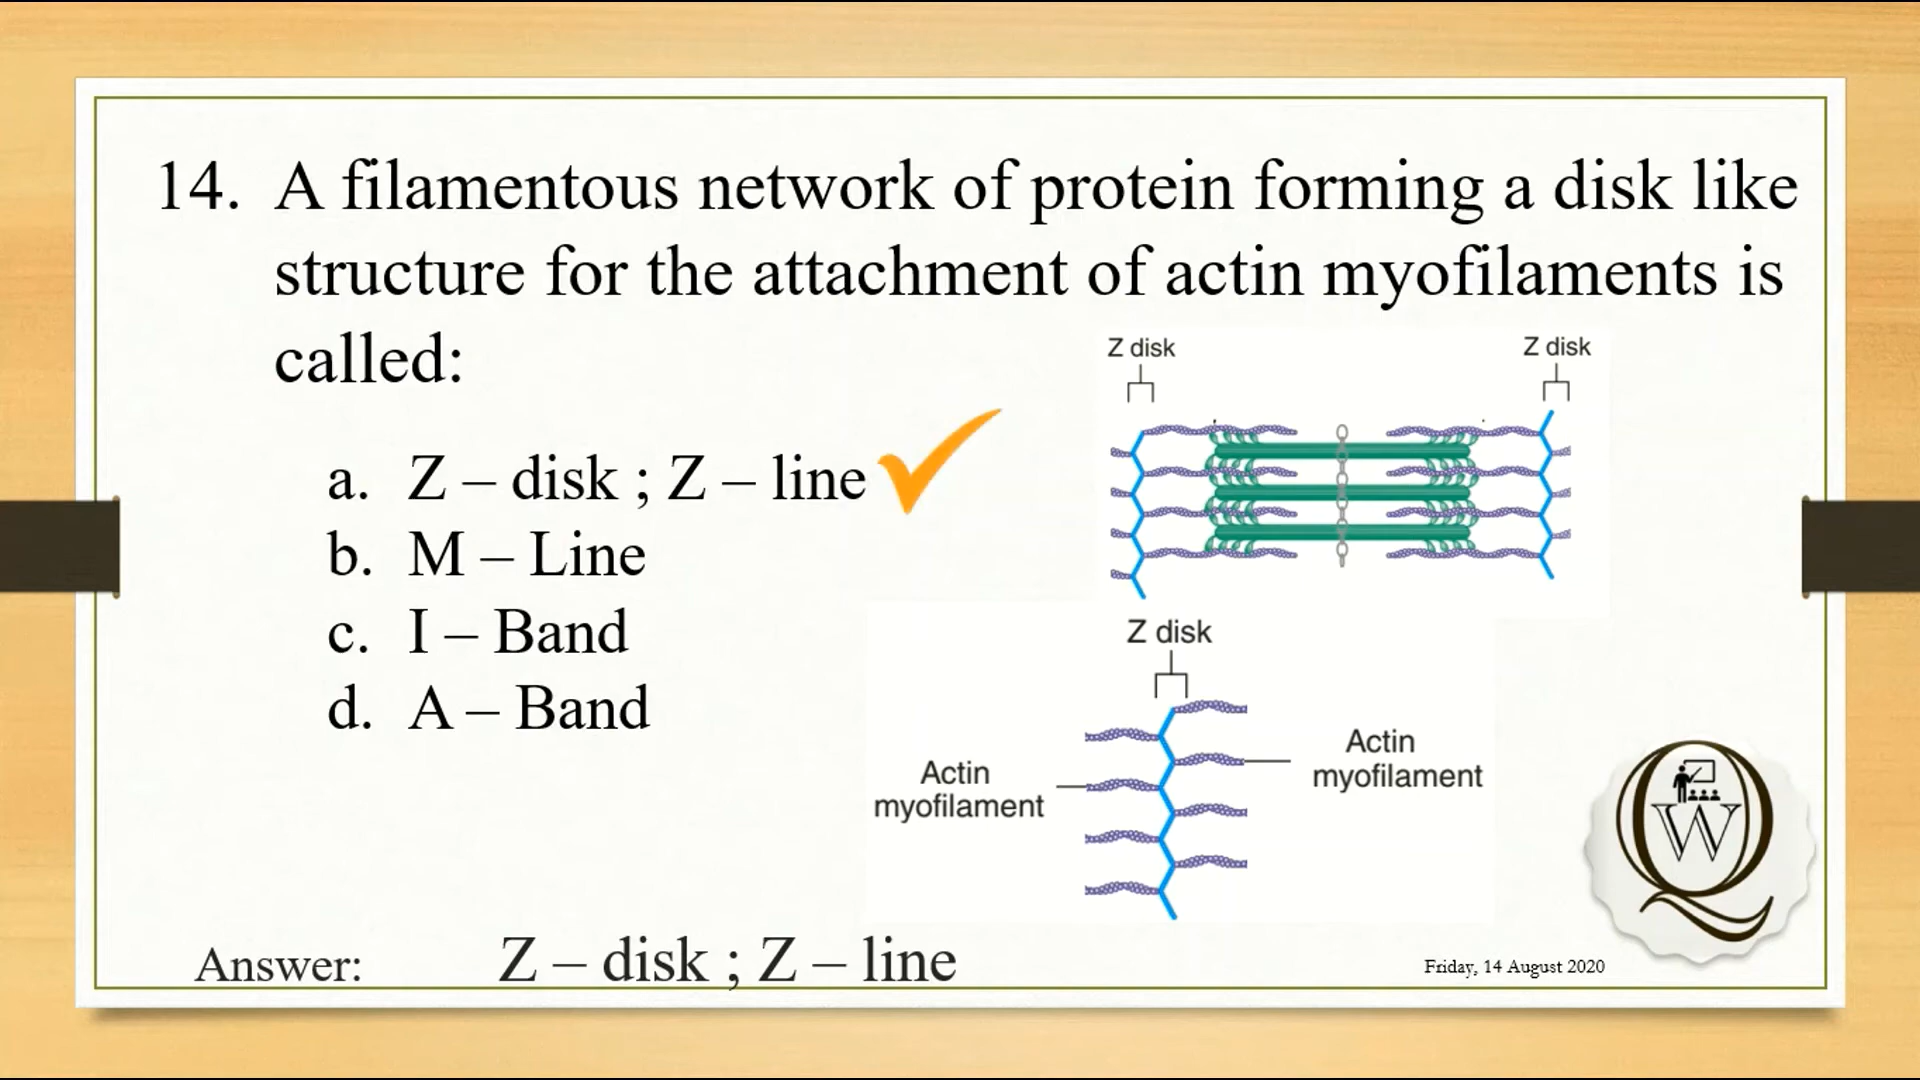 14. A filamentous network of protein forming a disk like
structure for the attachment of actin myofilaments is
called:
a. Z – disk ; Z – line
b. M – Line
c. I – Band
d. A – Band
Z disk
Z disk
Z disk
Actin
myofilament
Actin
myofilament
Answer: Z – disk ; Z – line
Friday, 14 August 2020
QW